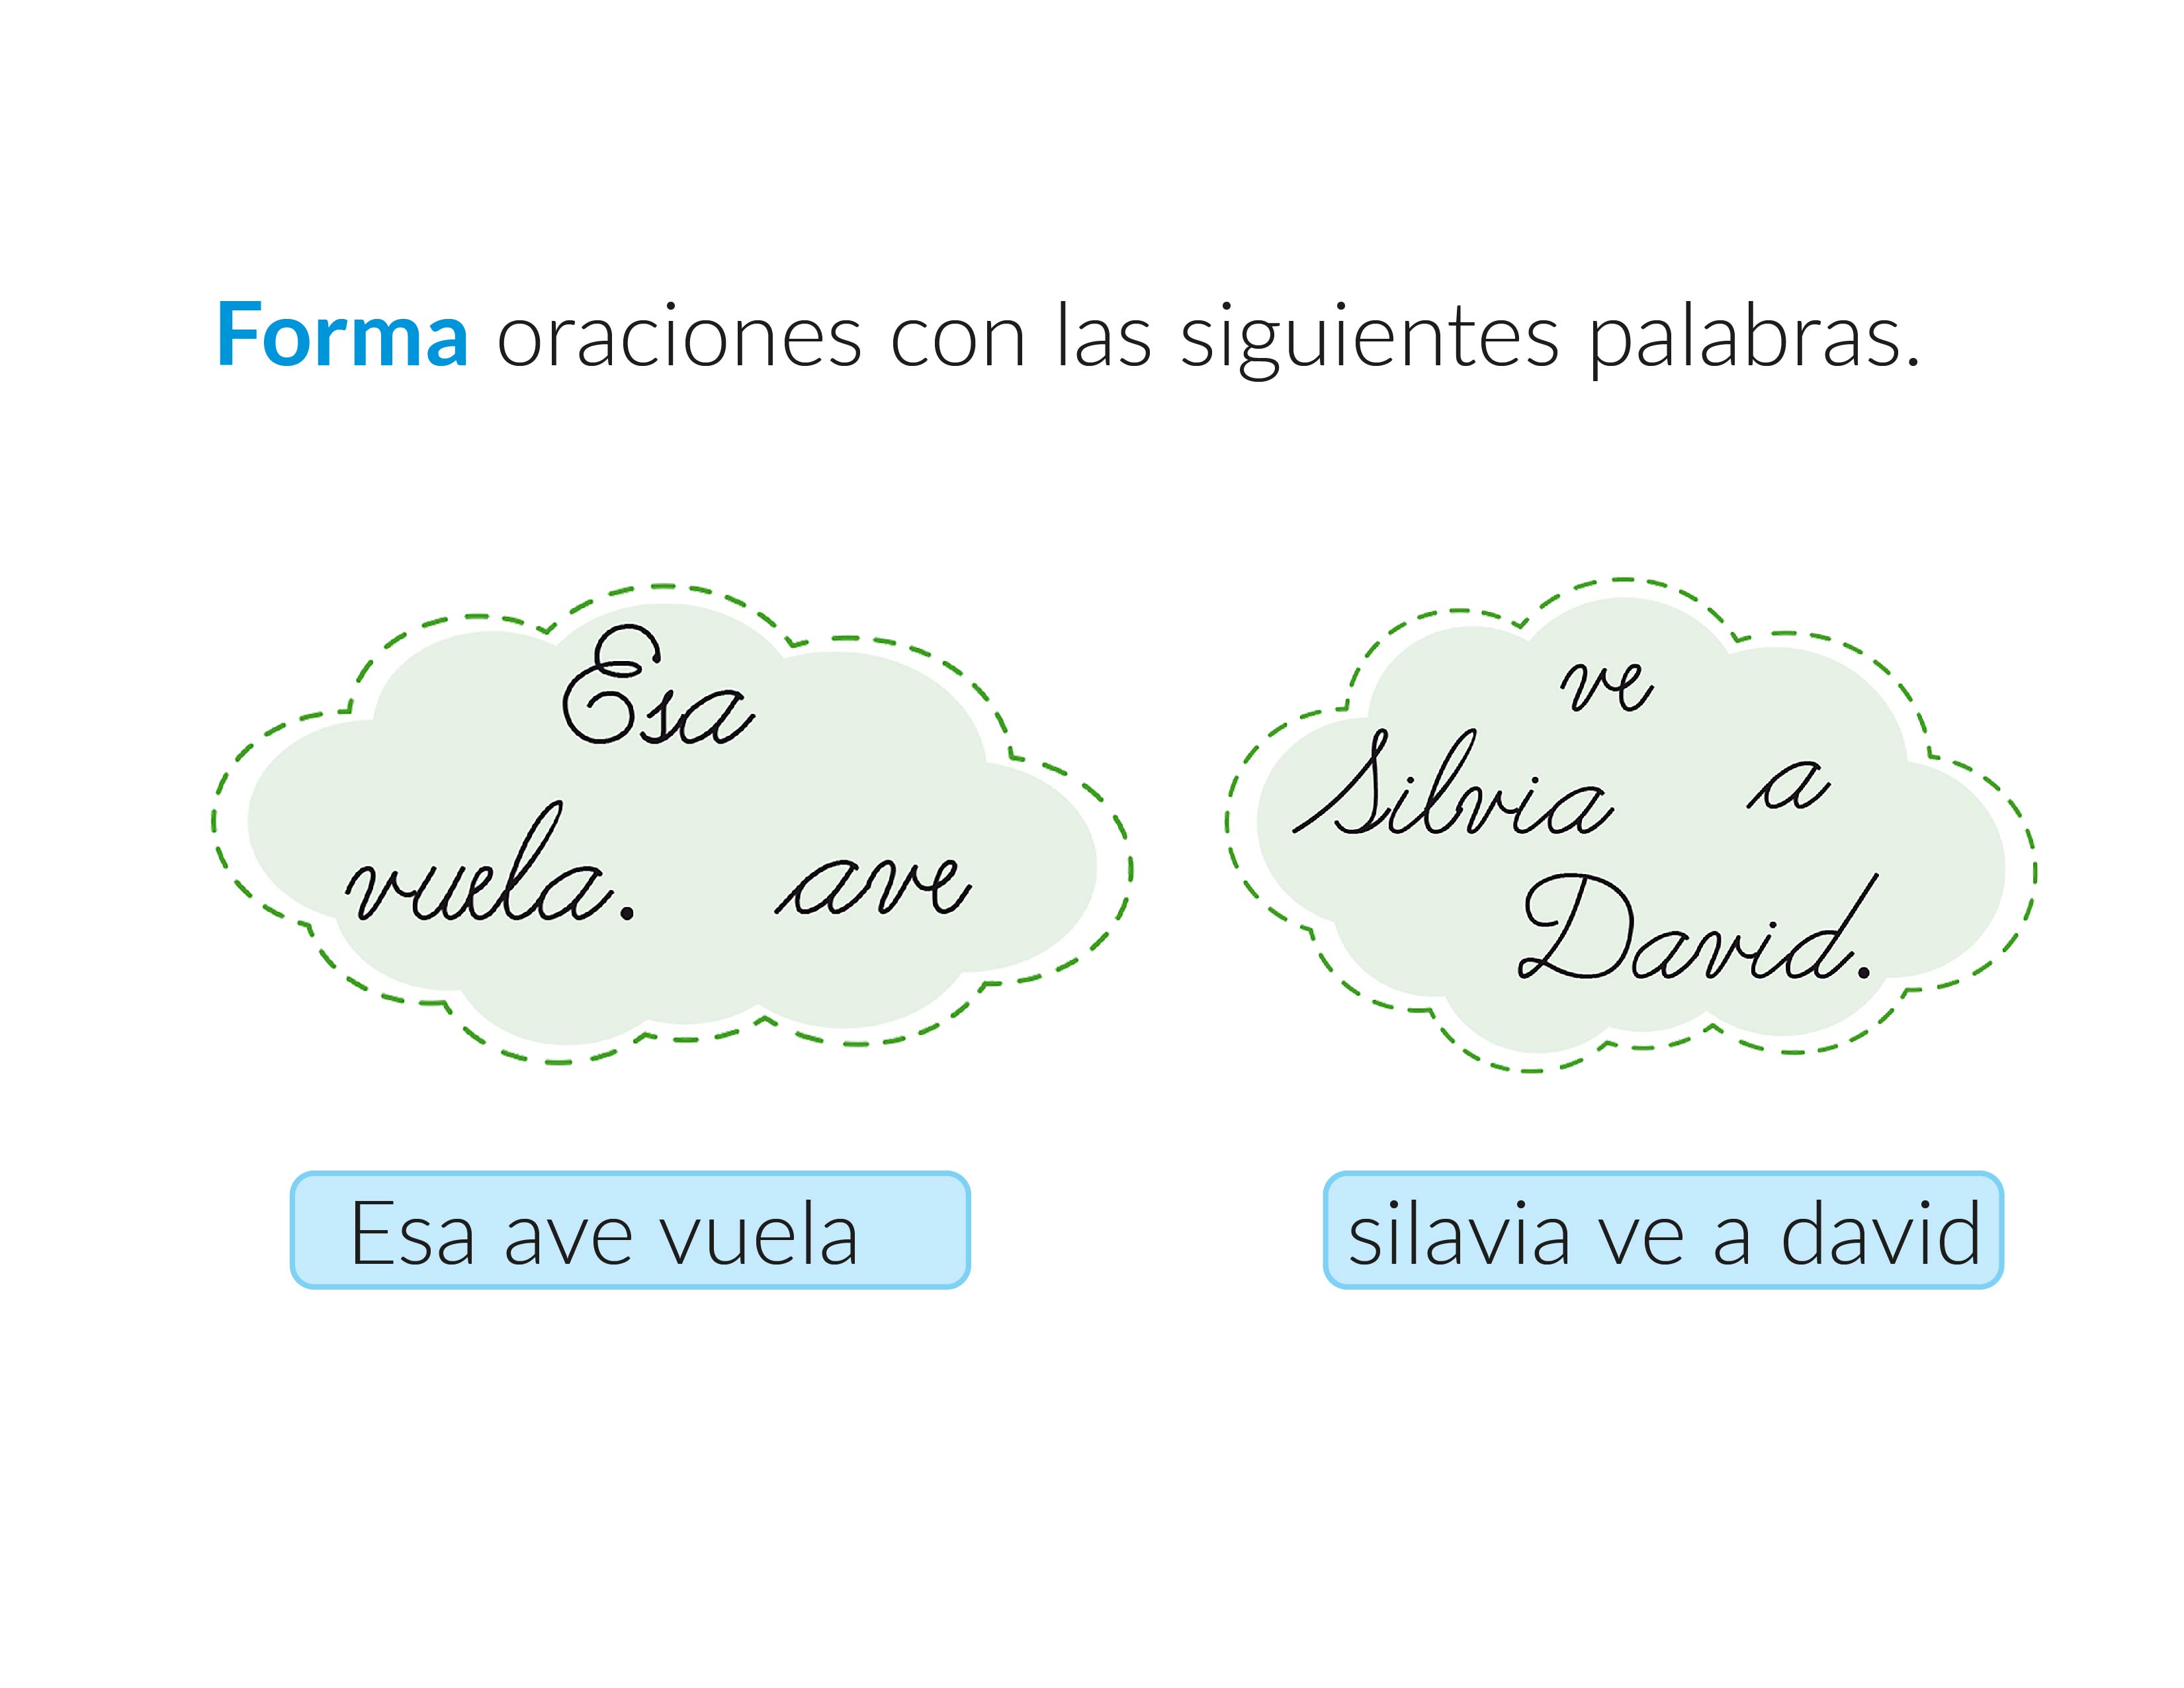 Forma oraciones con las siguientes palabras.
Esa
vuela. ave
ve
Silvia a
David.
Esa ave vuela
silavia ve a david